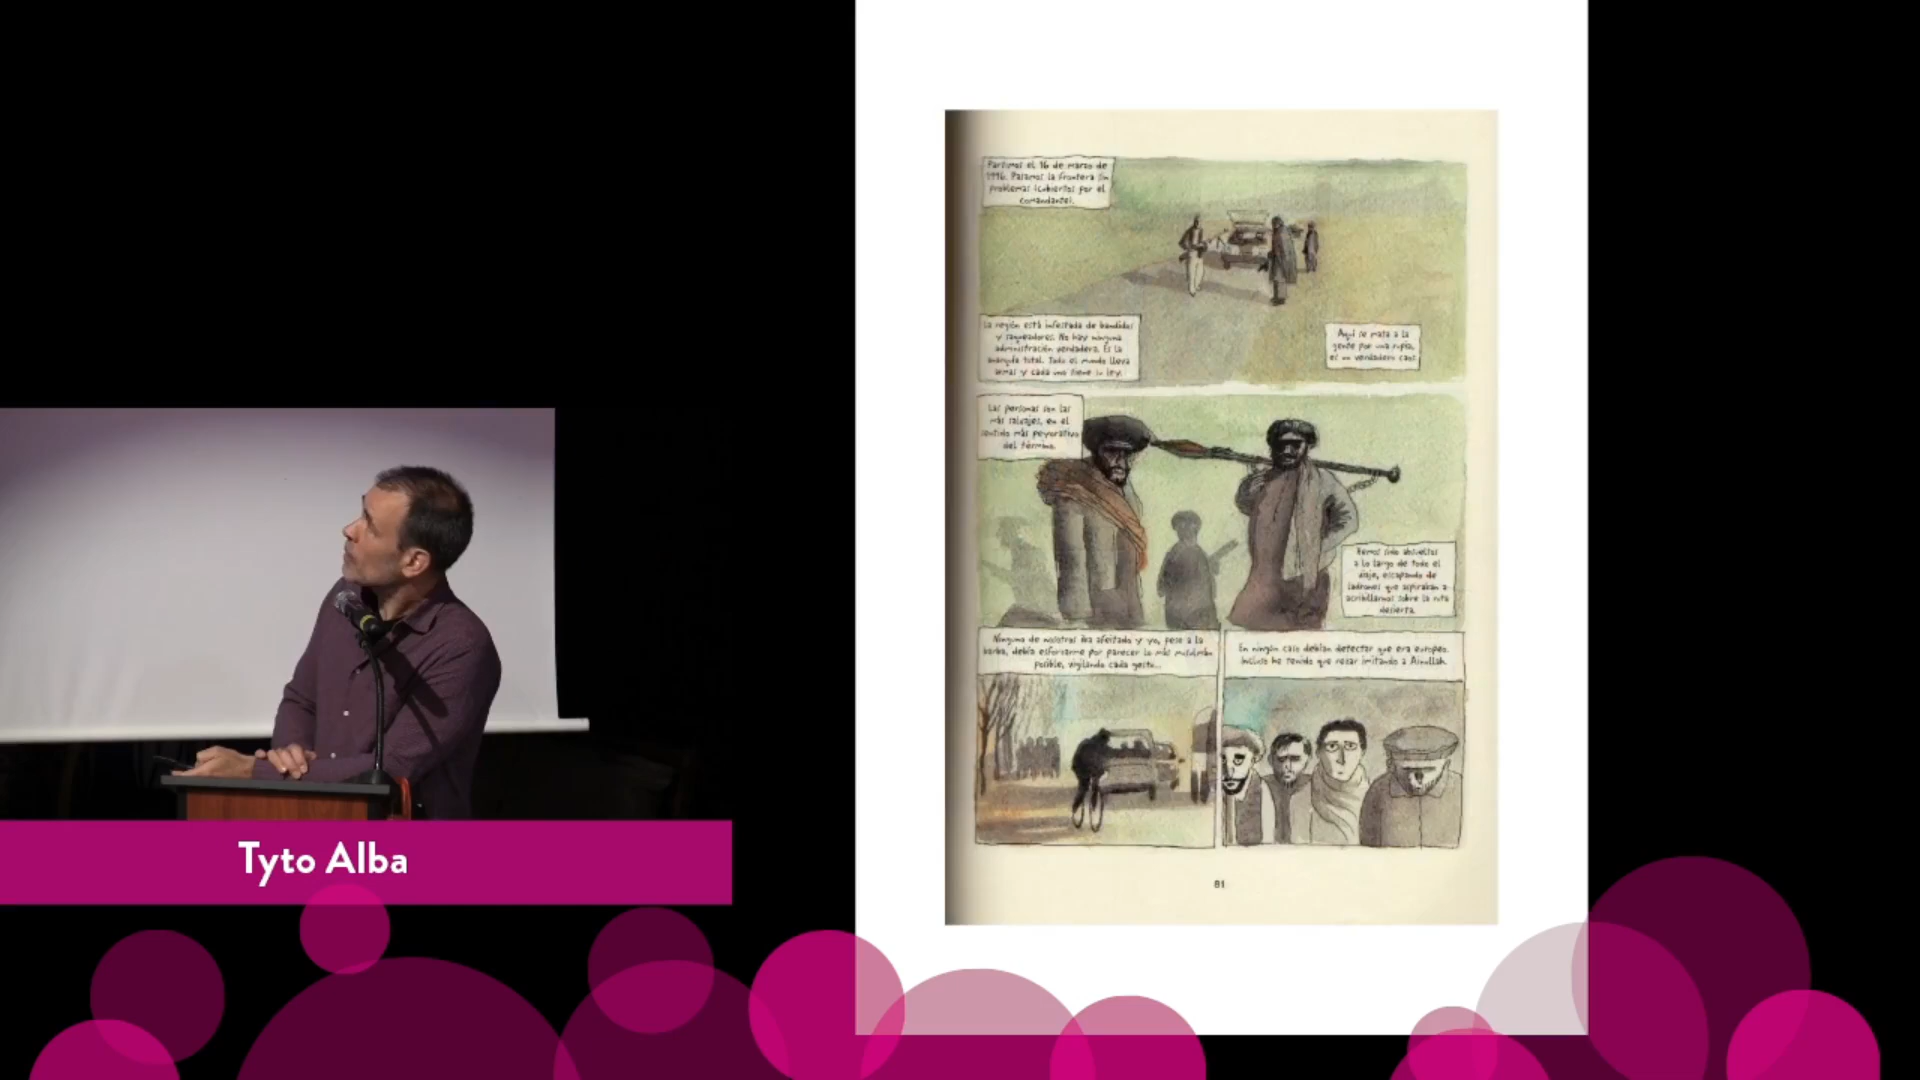 Partimos el 16 de marzo de
1996. Pasamos la frontera sin
problemas (cubiertos por el
comandante).
La región está infestada de bandidos
y saqueadores. No hay ninguna
administración verdadera. Es la
anarquía total. Todo el mundo lleva
armas y cada uno tiene su ley.
Aquí se mata a la
gente por una rupia,
es un verdadero caos.
Las personas son las
más salvajes, en el
sentido más peyorativo
del término.
Hemos sido absueltos
a lo largo de todo el
viaje, escapando de
ladrones que aspiraban a
acribillarnos sobre la ruta
desierta.
Ninguno de nosotros iba afeitado y yo, pese a la
barba, debía esforzarme por parecer lo más musulmán
posible, vigilando cada gesto...
En ningún caso debían detectar que era europeo.
Incluso he tenido que rezar imitando a Ainullah.
81
Tyto Alba